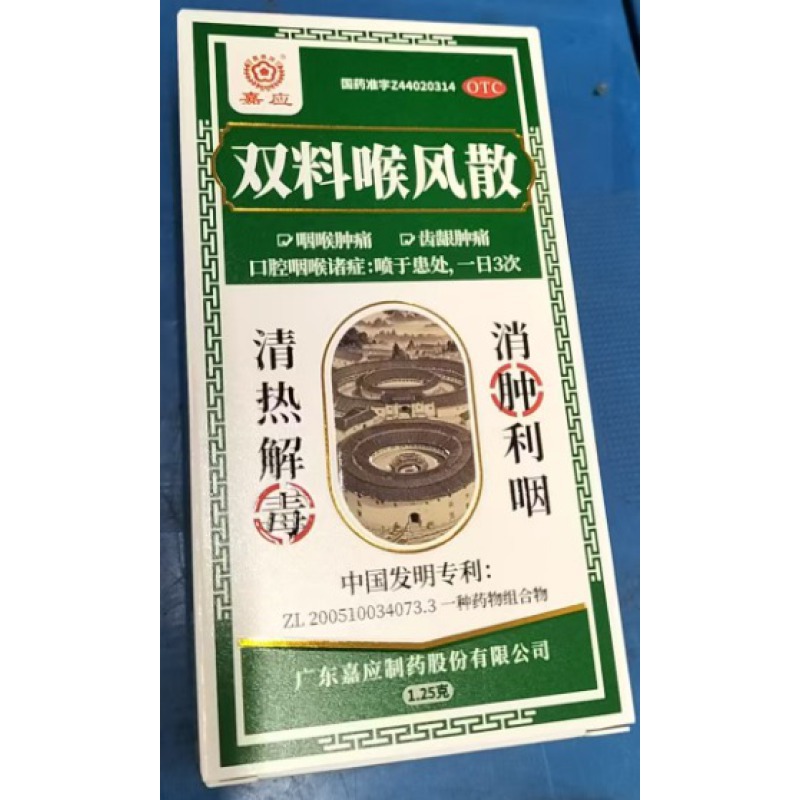 嘉应
国药准字Z44020314 OTC
双料喉风散
咽喉肿痛 齿龈肿痛
口腔咽喉诸症:喷于患处,一日3次
清热解毒
消肿利咽
中国发明专利:
ZL 200510034073.3 一种药物组合物
广东嘉应制药股份有限公司
1.25克